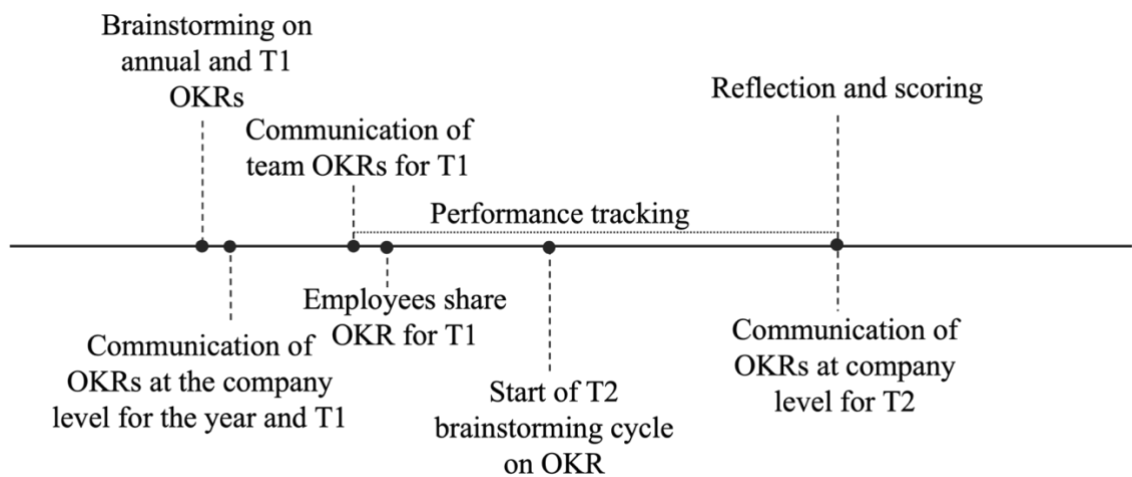 Brainstorming on
annual and T1
OKRs
Communication of
team OKRs for T1
Reflection and scoring
Performance tracking
Communication of
OKRs at the company
level for the year and T1
Employees share
OKR for T1
Start of T2
brainstorming cycle
on OKR
Communication of
OKRs at company
level for T2